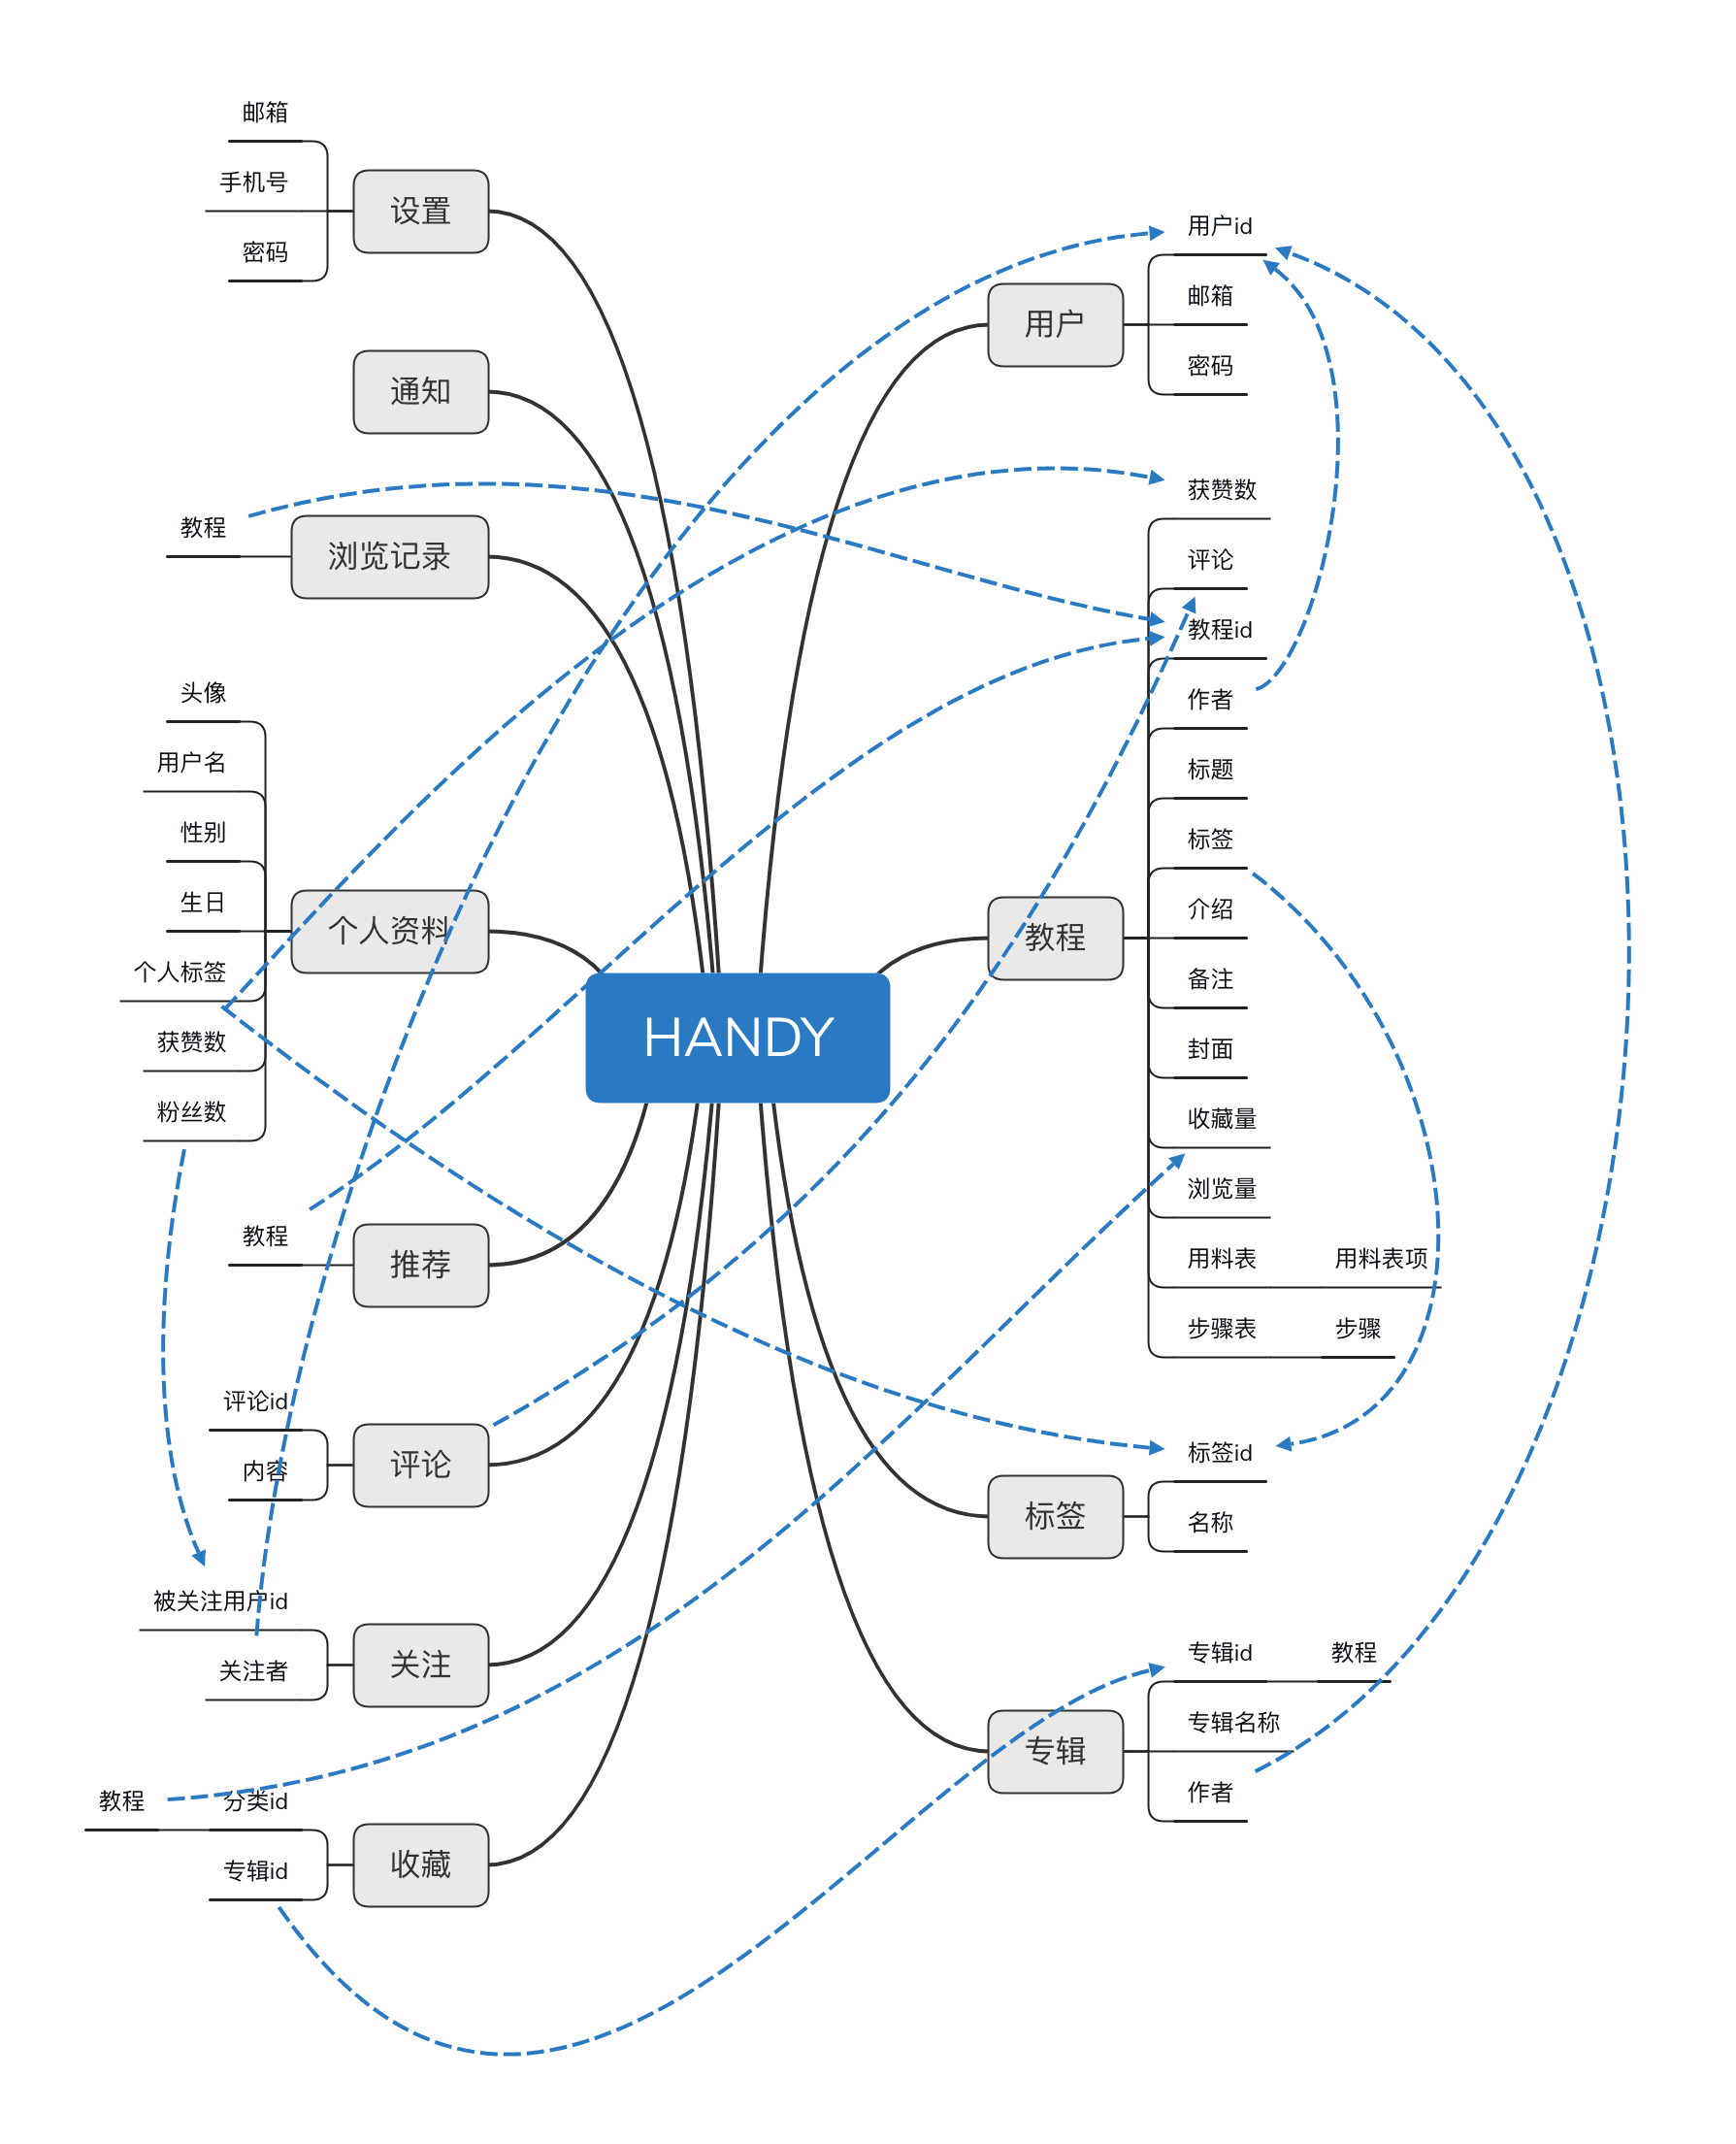 HANDY
用户
用户id
邮箱
密码
教程
获赞数
评论
教程id
作者
标题
标签
介绍
备注
封面
收藏量
浏览量
用料表
用料表项
步骤表
步骤
标签
标签id
名称
专辑
专辑id
教程
专辑名称
作者
设置
邮箱
手机号
密码
通知
浏览记录
教程
个人资料
头像
用户名
性别
生日
个人标签
获赞数
粉丝数
推荐
教程
评论
评论id
内容
关注
被关注用户id
关注者
收藏
分类id
教程
专辑id